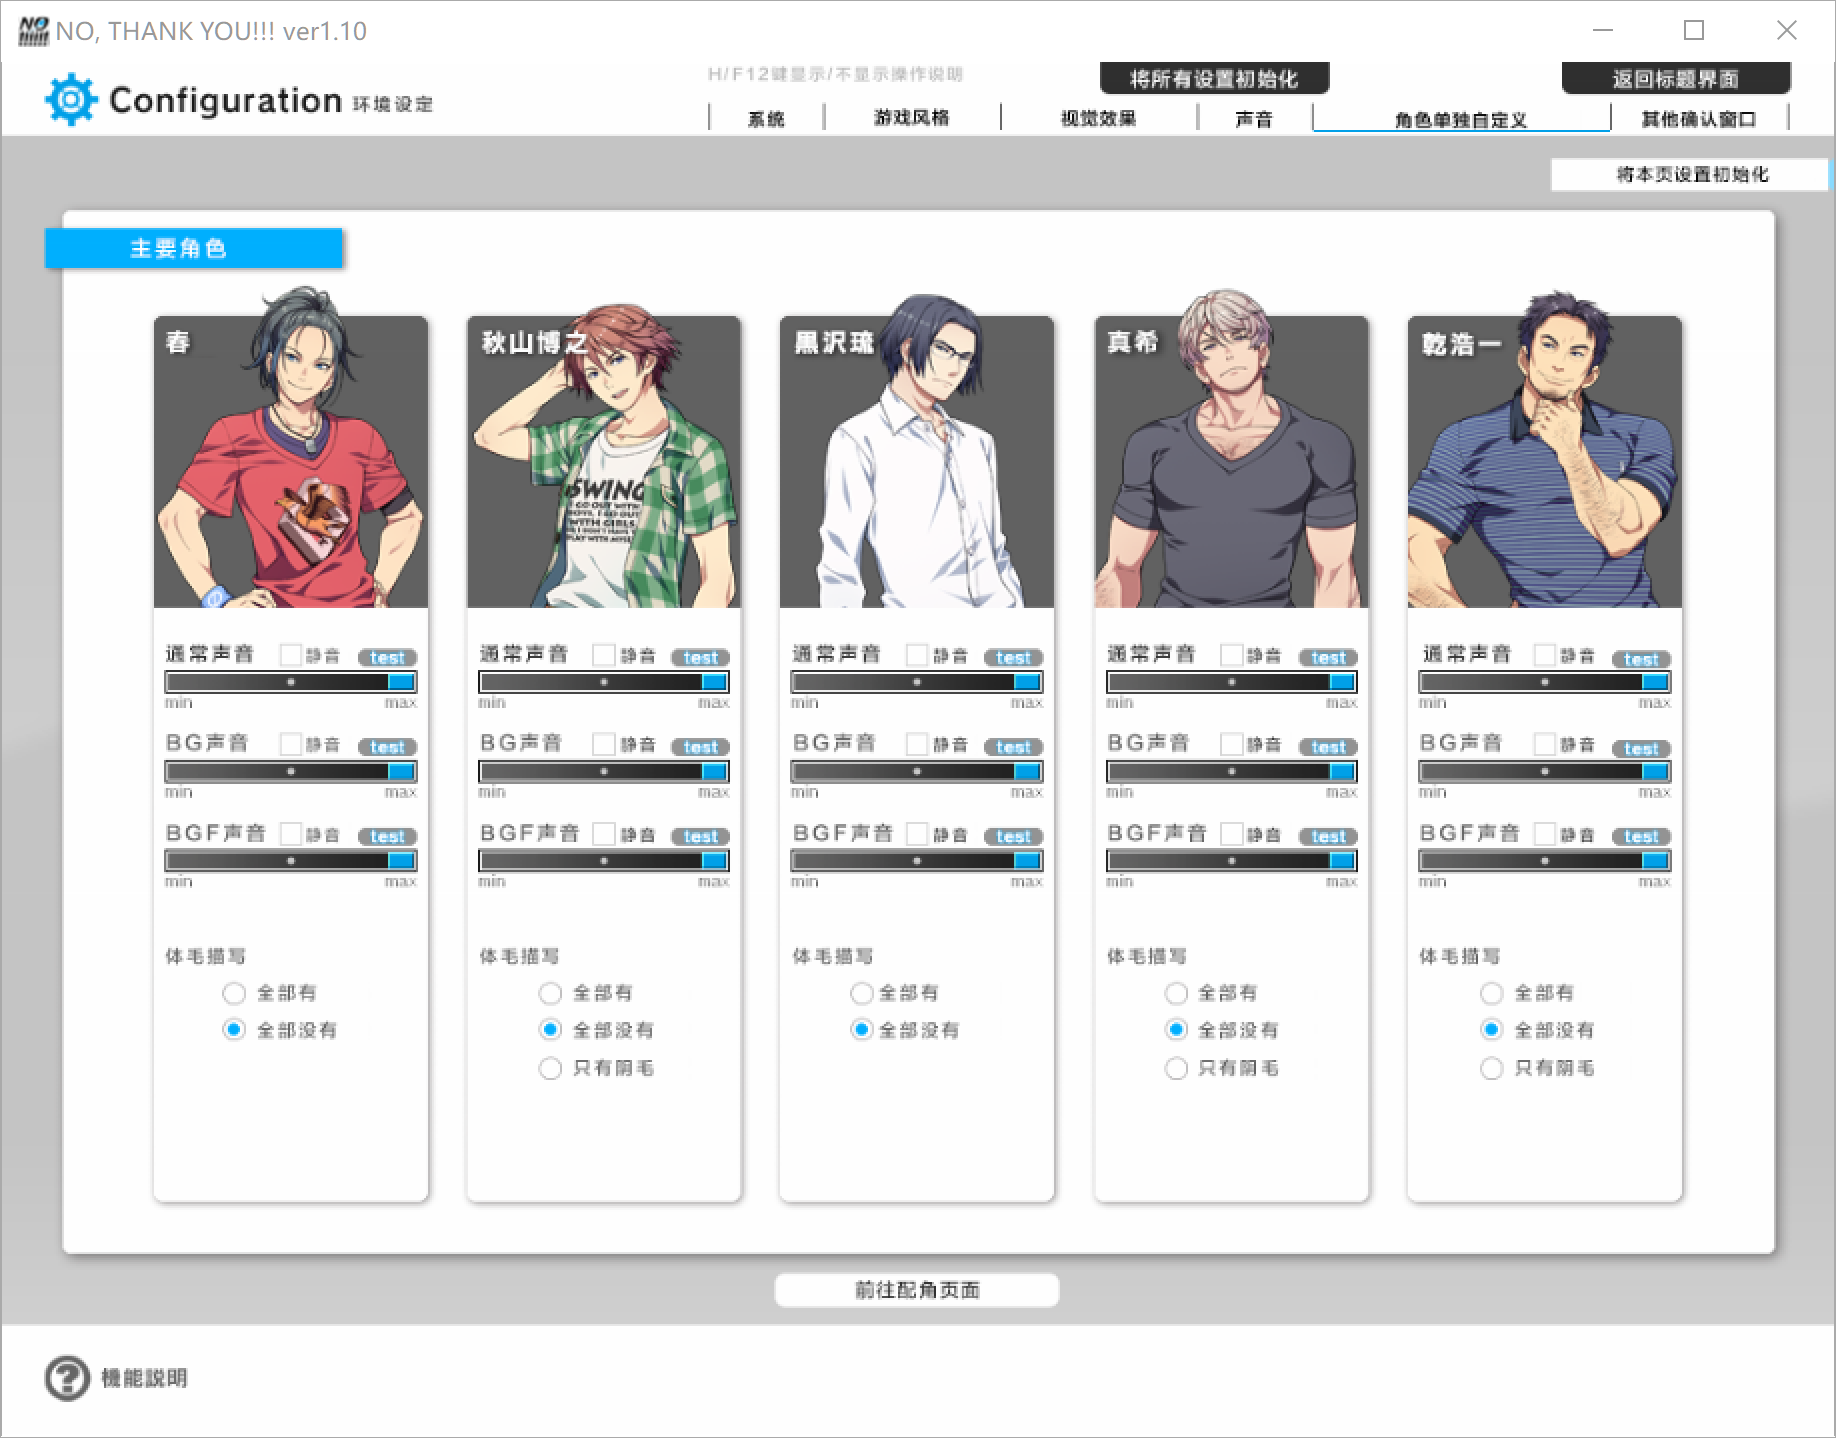 NO, THANK YOU!!! ver1.10
Configuration 环境设定
H/F12键显示/不显示操作说明
将所有设置初始化
返回标题界面
系统
游戏风格
视觉效果
声音
角色单独自定义
其他确认窗口
将本页设置初始化
主要角色
春
秋山博之
黒沢琉
真希
乾浩一
SWING
I GO OUT WITH
WITH GIRLS
PLAY WITH MYSE
通常声音 静音 test
min max
BG声音 静音 test
min max
BGF声音 静音 test
min max
体毛描写
全部有
全部没有
通常声音 静音 test
min max
BG声音 静音 test
min max
BGF声音 静音 test
min max
体毛描写
全部有
全部没有
只有阴毛
通常声音 静音 test
min max
BG声音 静音 test
min max
BGF声音 静音 test
min max
体毛描写
全部有
全部没有
通常声音 静音 test
min max
BG声音 静音 test
min max
BGF声音 静音 test
min max
体毛描写
全部有
全部没有
只有阴毛
通常声音 静音 test
min max
BG声音 静音 test
min max
BGF声音 静音 test
min max
体毛描写
全部有
全部没有
只有阴毛
前往配角页面
機能説明